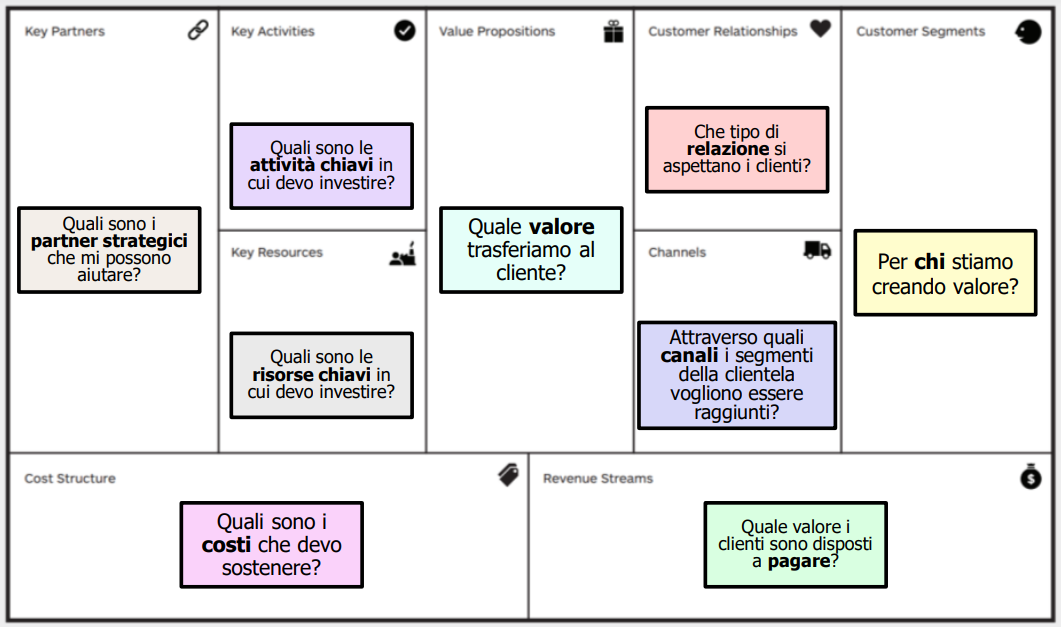 Key Partners
Quali sono i
partner strategici
che mi possono
aiutare?
Key Activities
Quali sono le
attività chiavi in
cui devo investire?
Key Resources
Quali sono le
risorse chiavi in
cui devo investire?
Value Propositions
Quale valore
trasferiamo al
cliente?
Customer Relationships
Che tipo di
relazione si
aspettano i clienti?
Channels
Attraverso quali
canali i segmenti
della clientela
vogliono essere
raggiunti?
Customer Segments
Per chi stiamo
creando valore?
Cost Structure
Quali sono i
costi che devo
sostenere?
Revenue Streams
$
Quale valore i
clienti sono disposti
a pagare?